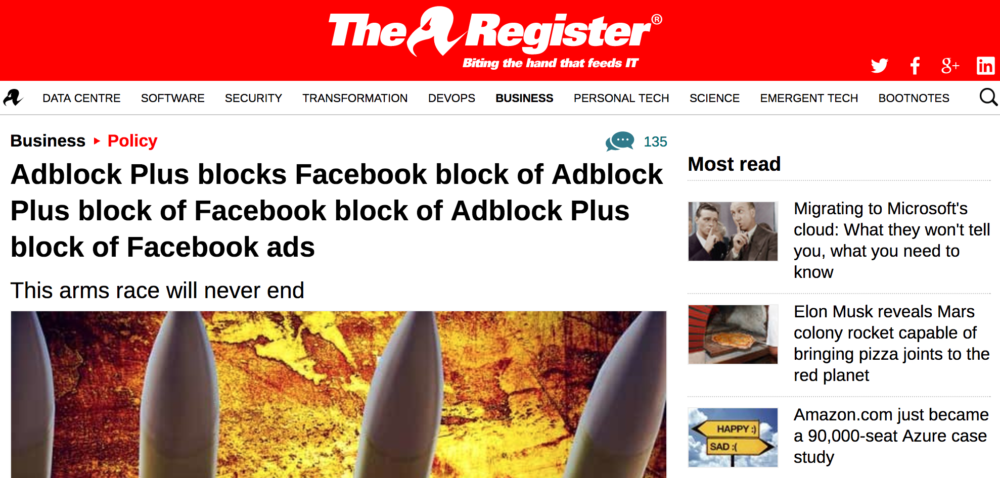 The Register®
Biting the hand that feeds IT
g+
in
DATA CENTRE SOFTWARE SECURITY TRANSFORMATION DEVOPS BUSINESS PERSONAL TECH SCIENCE EMERGENT TECH BOOTNOTES
Business ▸ Policy
135
Adblock Plus blocks Facebook block of Adblock
Plus block of Facebook block of Adblock Plus
block of Facebook ads
This arms race will never end
Most read
Migrating to Microsoft's
cloud: What they won't tell
you, what you need to
know
Elon Musk reveals Mars
colony rocket capable of
bringing pizza joints to the
red planet
HAPPY :)
SAD :(
Amazon.com just became
a 90,000-seat Azure case
study